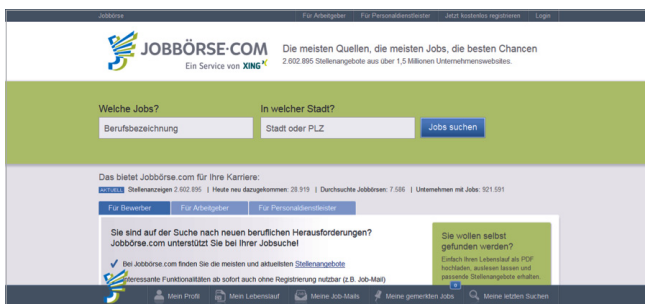 Jobbörse Für Arbeitgeber Für Personaldienstleister Jetzt kostenlos registrieren Login
JOBBÖRSE·COM
Ein Service von XING
Die meisten Quellen, die meisten Jobs, die besten Chancen
2.602.895 Stellenangebote aus über 1,5 Millionen Unternehmenswebsites.
Welche Jobs? In welcher Stadt?
Berufsbezeichnung Stadt oder PLZ Jobs suchen
Das bietet Jobbörse.com für Ihre Karriere:
AKTUELL Stellenanzeigen 2.602.895 | Heute neu dazugekommen: 28.919 | Durchsuchte Jobbörsen: 7.586 | Unternehmen mit Jobs: 921.591
Für Bewerber Für Arbeitgeber Für Personaldienstleister
Sie sind auf der Suche nach neuen beruflichen Herausforderungen?
Jobbörse.com unterstützt Sie bei Ihrer Jobsuche!
Bei Jobbörse.com finden Sie die meisten und aktuellsten Stellenangebote
Interessante Funktionalitäten ab sofort auch ohne Registrierung nutzbar (z.B. Job-Mail)
Sie wollen selbst
gefunden werden?
Einfach Ihren Lebenslauf als PDF
hochladen, auslesen lassen und
passende Stellenangebote erhalten.
0
Mein Profil Mein Lebenslauf Meine Job-Mails Meine gemerkten Jobs Meine letzten Suchen